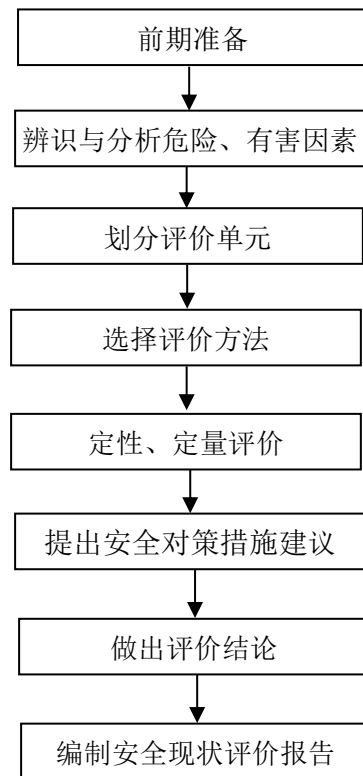 前期准备
辨识与分析危险、有害因素
划分评价单元
选择评价方法
定性、定量评价
提出安全对策措施建议
做出评价结论
编制安全现状评价报告